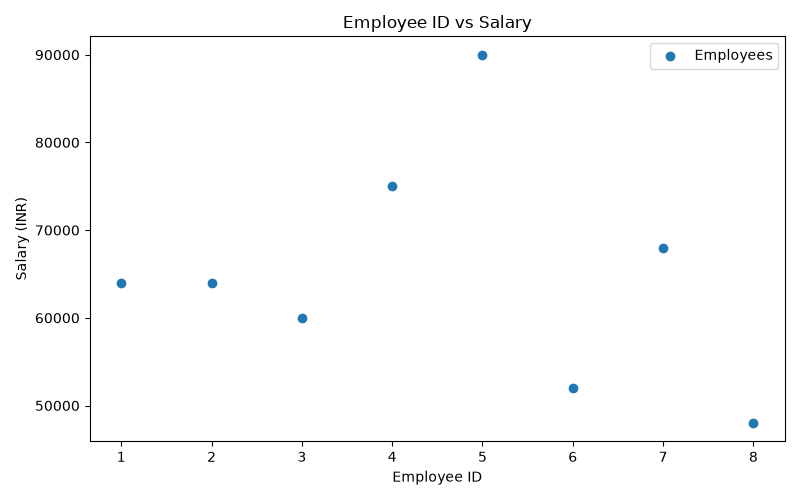 Employee ID vs Salary
Employees
90000
80000
70000
60000
50000
Salary (INR)
1 2 3 4 5 6 7 8
Employee ID